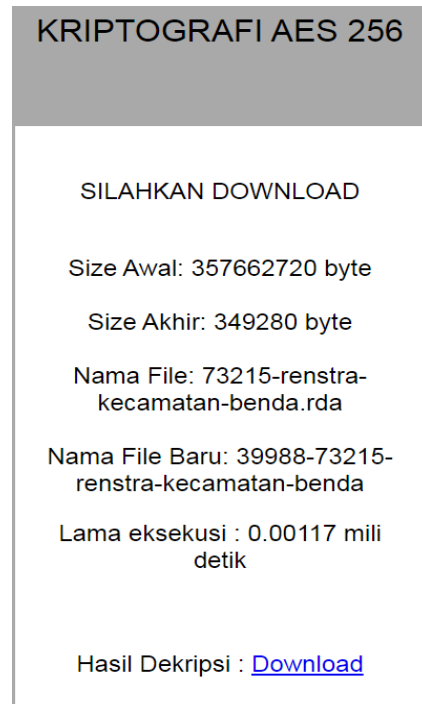 KRIPTOGRAFI AES 256
SILAHKAN DOWNLOAD
Size Awal: 357662720 byte
Size Akhir: 349280 byte
Nama File: 73215-renstra-
kecamatan-benda.rda
Nama File Baru: 39988-73215-
renstra-kecamatan-benda
Lama eksekusi : 0.00117 mili
detik
Hasil Dekripsi : Download